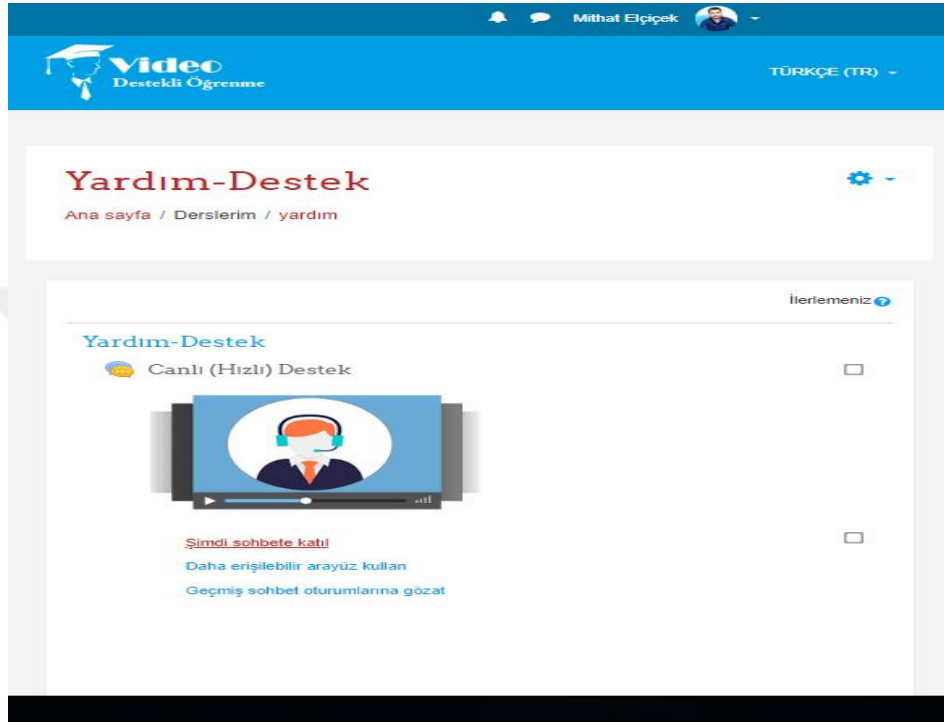 Mithat Elçiçek
Video
Destekli Öğrenme
TÜRKÇE (TR)
Yardım-Destek
Ana sayfa / Derslerim / yardım
İlerlemeniz
Yardım-Destek
Canlı (Hızlı) Destek
Şimdi sohbete katıl
Daha erişilebilir arayüz kullan
Geçmiş sohbet oturumlarına gözat